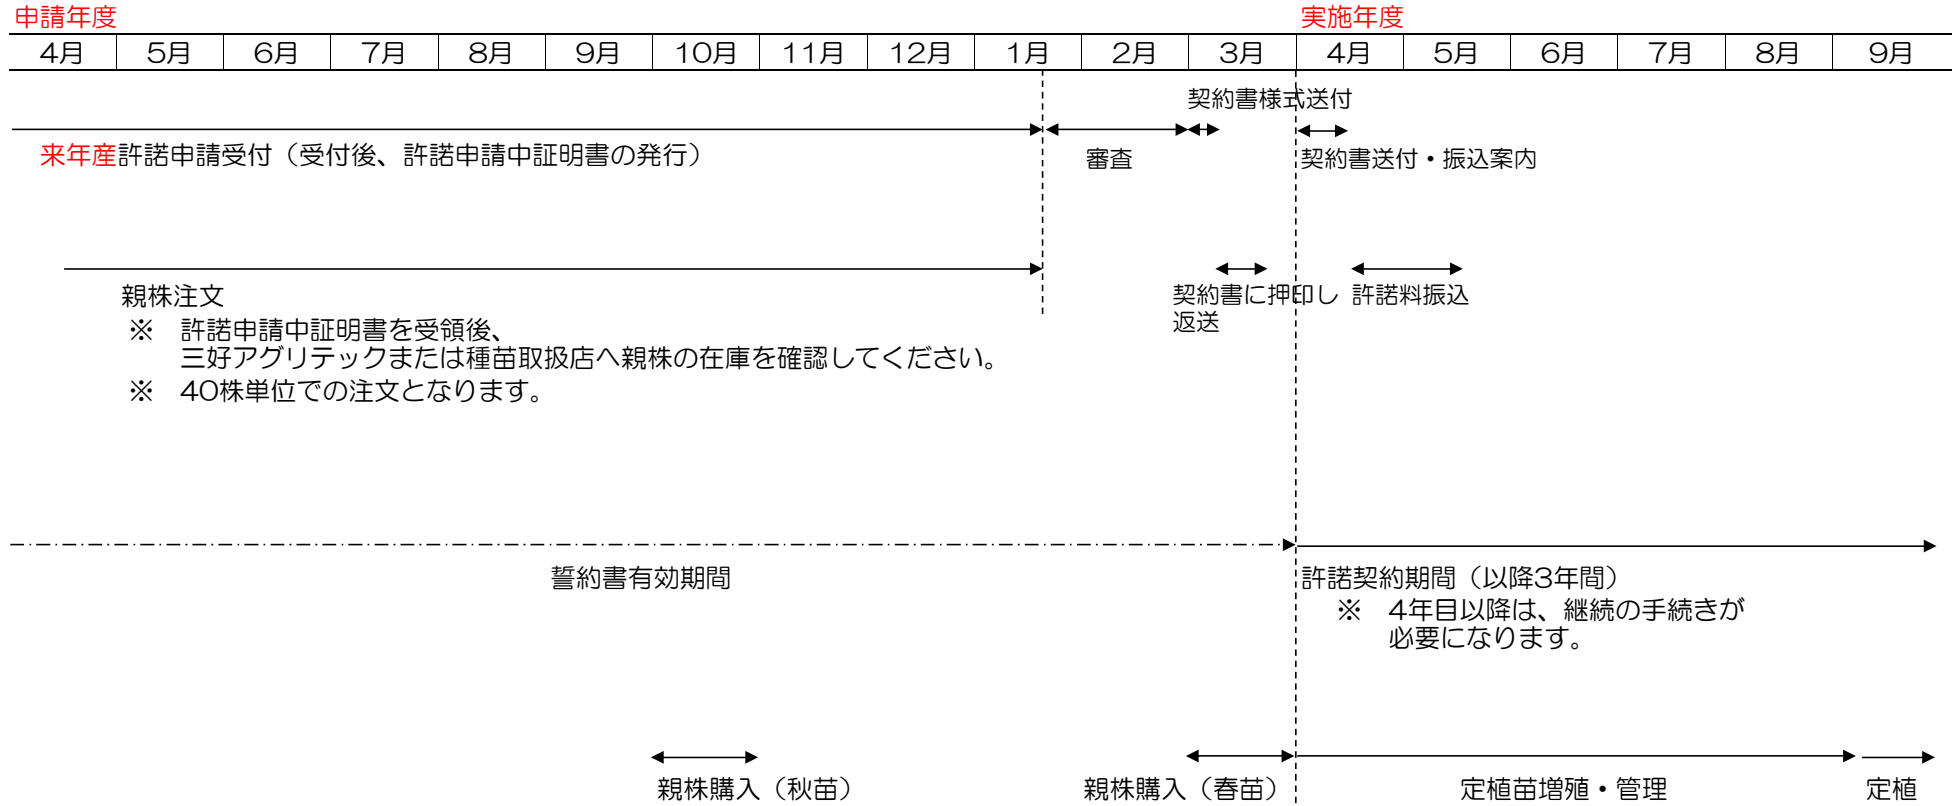 申請年度 実施年度
4月 5月 6月 7月 8月 9月 10月 11月 12月 1月 2月 3月 4月 5月 6月 7月 8月 9月
契約書様式送付
来年産許諾申請受付（受付後、許諾申請中証明書の発行）
審査
契約書送付・振込案内
親株注文
※ 許諾申請中証明書を受領後、
三好アグリテックまたは種苗取扱店へ親株の在庫を確認してください。
※ 40株単位での注文となります。
契約書に押印し
返送
許諾料振込
誓約書有効期間
許諾契約期間（以降3年間）
※ 4年目以降は、継続の手続きが
必要になります。
親株購入（秋苗）
親株購入（春苗）
定植苗増殖・管理
定植